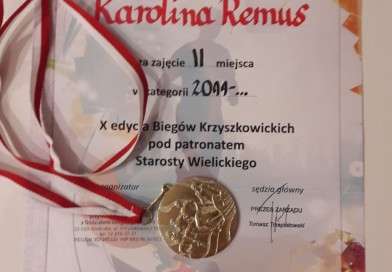 Karolina Remus
za zajęcie II miejsca
w kategorii 2011-...
X edycja Biegów Krzyszkowickich
pod patronatem
Starosty Wielickiego
organizator
sędzia główny
PREZES ZARZĄDU
Tomasz